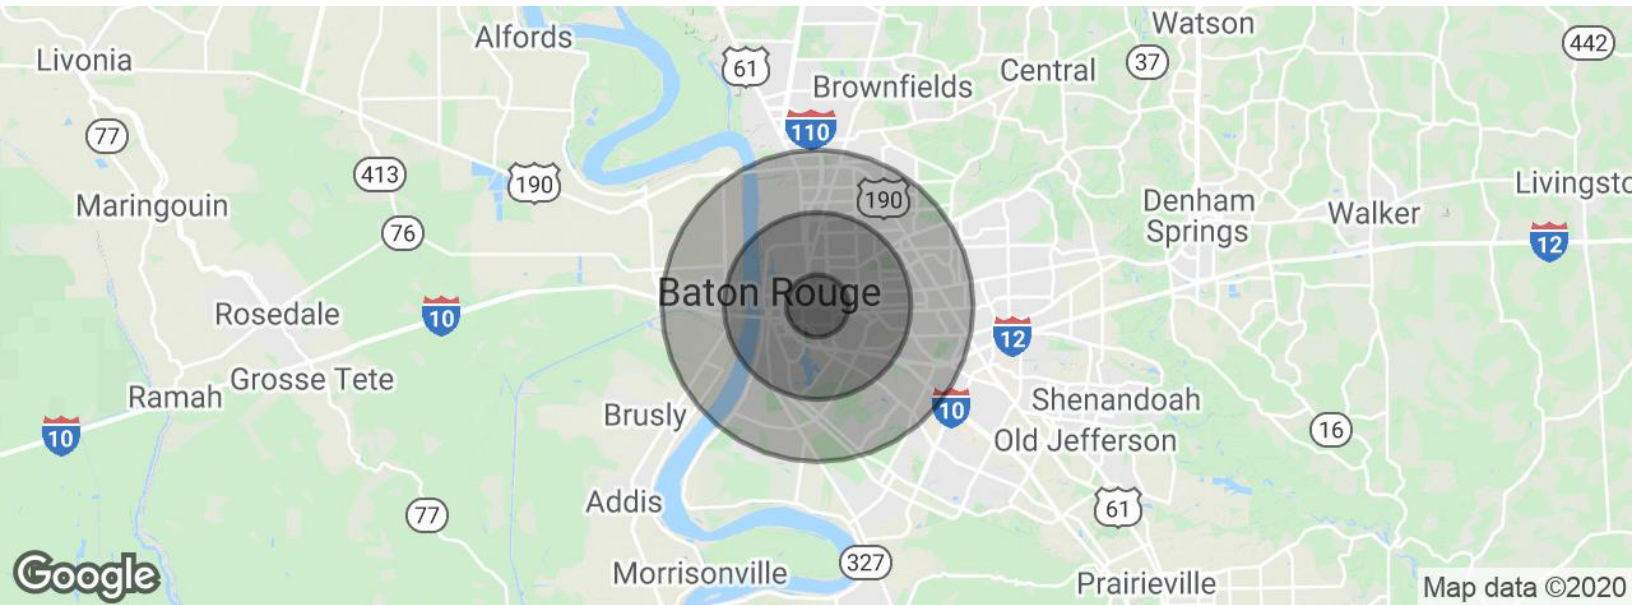 Watson
Alfords
442
Livonia
61
37
Central
Brownfields
110
77
413
190
190
Livingsto
Denham
Springs
Walker
Maringouin
76
12
Baton Rouge
Rosedale
10
12
Grosse Tete
Ramah
Shenandoah
10
Brusly
16
10
Old Jefferson
Addis
61
77
327
Google
Morrisonville
Prairieville
Map data ©2020